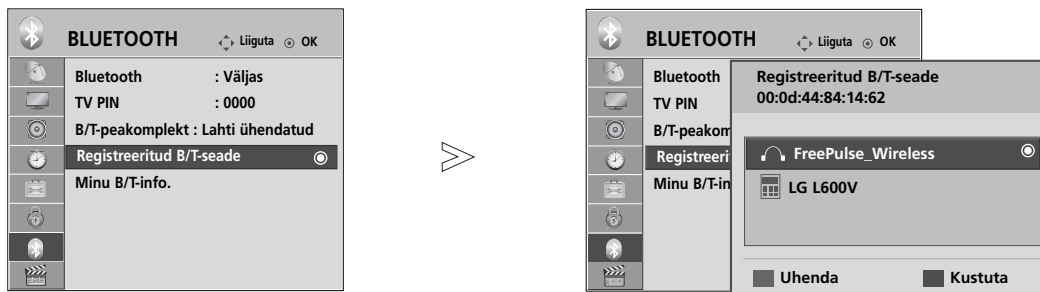 BLUETOOTH Liiguta OK
Bluetooth : Väljas
TV PIN : 0000
B/T-peakomplekt : Lahti ühendatud
Registreeritud B/T-seade
Minu B/T-info.
BLUETOOTH Liiguta OK
Bluetooth
TV PIN
B/T-peakom
Registreeri
Minu B/T-in
Registreeritud B/T-seade
00:0d:44:84:14:62
FreePulse_Wireless
LG L600V
Uhenda Kustuta